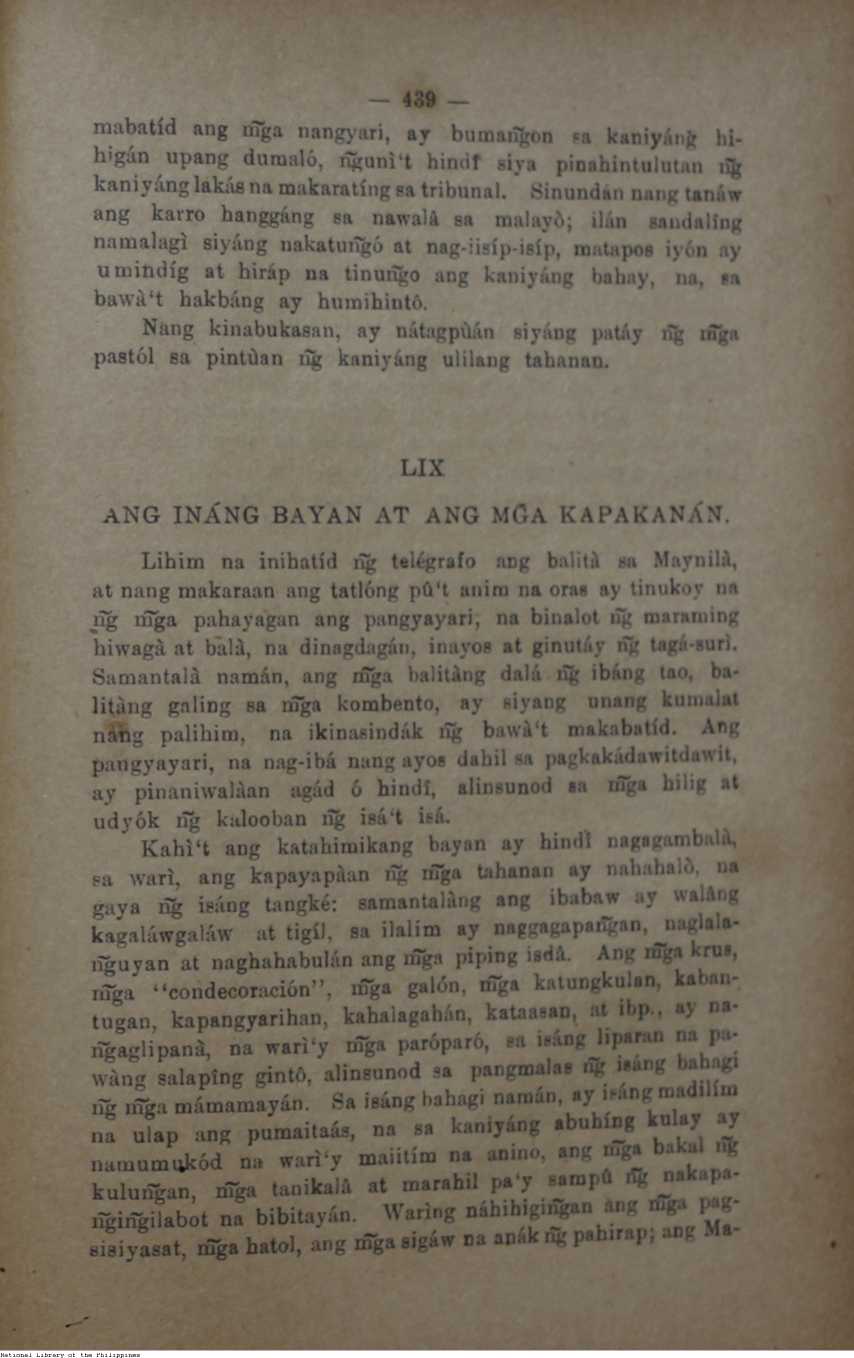 — 439 —
mabatíd ang m̃ga nangyari, ay bumañgon sa kaniyáng hi-
higán upang dumaló, ñgunì‘t hindî siya pinahintulutan ñg
kaniyáng lakás na makaratíng sa tribunal. Sinundán nang tanáw
ang karro hanggáng sa nawalâ sa malayò; ilán sandalîng
namalagì siyáng nakatuñgó at nag-iisíp-isíp, matapos iyón ay
umindíg at hiráp na tinuñgo ang kaniyáng bahay, na, sa
bawà‘t hakbáng ay humihintô.
Nang kinabukasan, ay nátagpùán siyáng patáy ñg m̃ga
pastól sa pintùan ñg kaniyáng ulilang tahanan.
LIX
ANG INÁNG BAYAN AT ANG MG̃A KAPAKANÁN.
Lihim na inihatíd ñg telégrafo ang balità sa Maynilà,
at nang makaraan ang tatlóng pû‘t anim na oras ay tinukoy na
ñg m̃ga pahayagan ang pangyayari, na binalot ñg maraming
hiwagà at balà, na dinagdagán, inayos at ginutáy ñg tagá-surì.
Samantalà namán, ang m̃ga balitàng dalá ñg ibáng tao, ba-
litàng galing sa m̃ga kombento, ay siyang unang kumalat
nang palihim, na ikinasindák ñg bawà‘t makabatíd. Ang
pangyayari, na nag-ibá nang ayos dahil sa pagkakádawitdawit,
ay pinaniwalàan agád ó hindî, alinsunod sa m̃ga hilig at
udyók ñg kalooban ñg isá‘t isá.
Kahì‘t ang katahimikang bayan ay hindî nagagambalà,
sa warì, ang kapayapàan ñg m̃ga tahanan ay nahahalò, na
gaya ñg isáng tangké: samantalàng ang ibabaw ay walâng
kagaláwgaláw at tigíl, sa ilalim ay naggagapañgan, naglala-
ñguyan at naghahabulán ang m̃ga piping isdâ. Ang m̃ga krus,
m̃ga “condecoración”, m̃ga galón, m̃ga katungkulan, kaban-
tugan, kapangyarihan, kahalagahán, kataasan, at ibp., ay na-
ñgaglipanà, na warì‘y m̃ga paróparó, sa isáng liparan na pa-
wàng salapîng gintô, alinsunod sa pangmalas ñg isáng bahagi
ñg m̃ga mámamayán. Sa isáng bahagi namán, ay isáng madilím
na ulap ang pumaitaás, na sa kaniyáng abuhíng kulay ay
namumukód na warì‘y maiitím na anino, ang m̃ga bakal ñg
kuluñgan, m̃ga tanikalâ at marahil pa‘y sampû ñg nakapa-
ñgiñgilabot na bibitayán. Warìng náhihigiñgan ang m̃ga pag-
sisiyasat, m̃ga hatol, ang m̃ga sigáw na anák ñg pahirap; ang Ma-
National Library of the Philippines